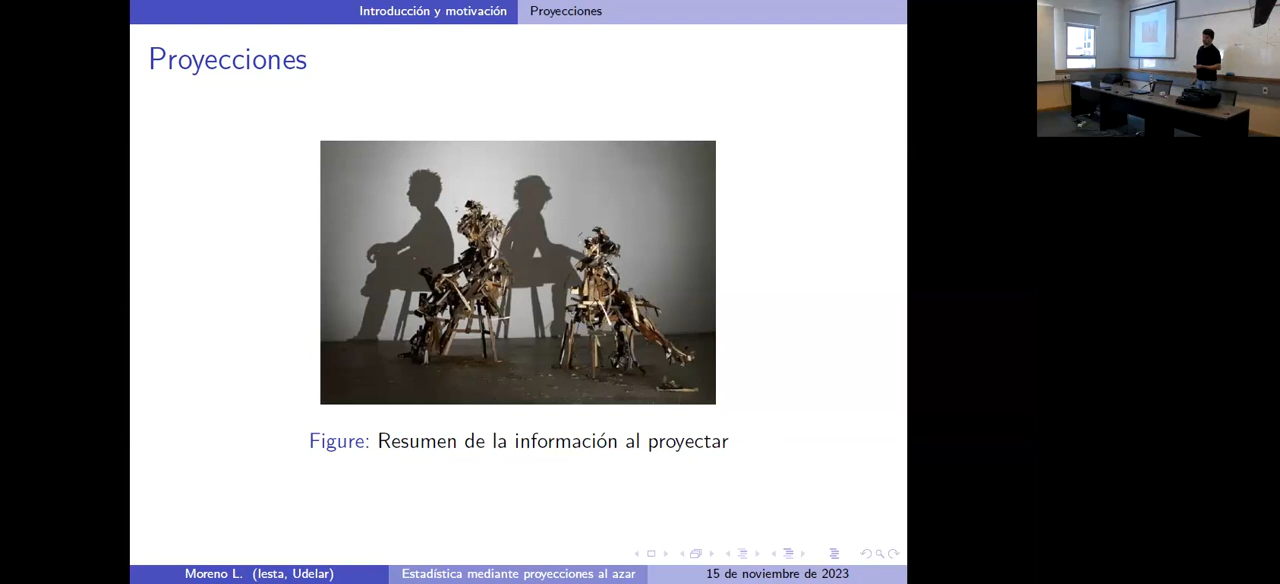 Introducción y motivación Proyecciones
Proyecciones
Figure: Resumen de la información al proyectar
Moreno L. (Iesta, Udelar) Estadística mediante proyecciones al azar 15 de noviembre de 2023